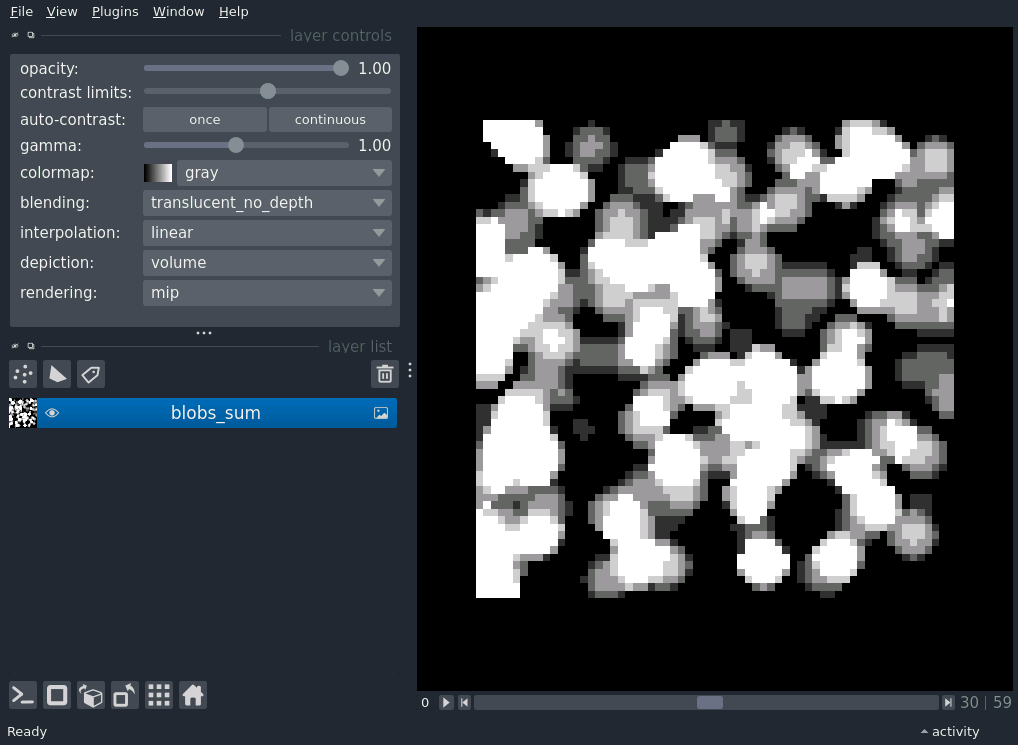 File View Plugins Window Help
layer controls
opacity: 1.00
contrast limits:
auto-contrast: once continuous
gamma: 1.00
colormap: gray
blending: translucent_no_depth
interpolation: linear
depiction: volume
rendering: mip
layer list
blobs_sum
0 30 | 59
Ready activity